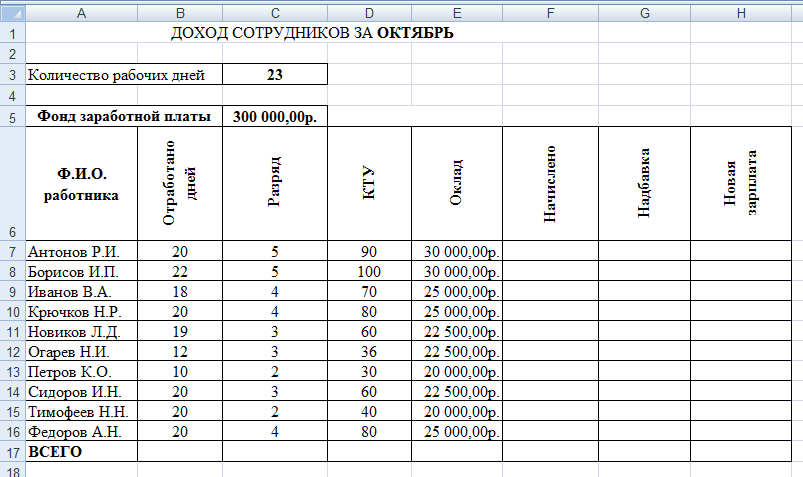 A B C D E F G H
1 ДОХОД СОТРУДНИКОВ ЗА ОКТЯБРЬ
2
3 Количество рабочих дней 23
4
5 Фонд заработной платы 300 000,00р.
6 Ф.И.О. работника Отработано дней Разряд КТУ Оклад Начислено Надбавка Новая зарплата
7 Антонов Р.И. 20 5 90 30 000,00р.
8 Борисов И.П. 22 5 100 30 000,00р.
9 Иванов В.А. 18 4 70 25 000,00р.
10 Крючков Н.Р. 20 4 80 25 000,00р.
11 Новиков Л.Д. 19 3 60 22 500,00р.
12 Огарев Н.И. 12 3 36 22 500,00р.
13 Петров К.О. 10 2 30 20 000,00р.
14 Сидоров И.Н. 20 3 60 22 500,00р.
15 Тимофеев Н.Н. 20 2 40 20 000,00р.
16 Федоров А.Н. 20 4 80 25 000,00р.
17 ВСЕГО
18